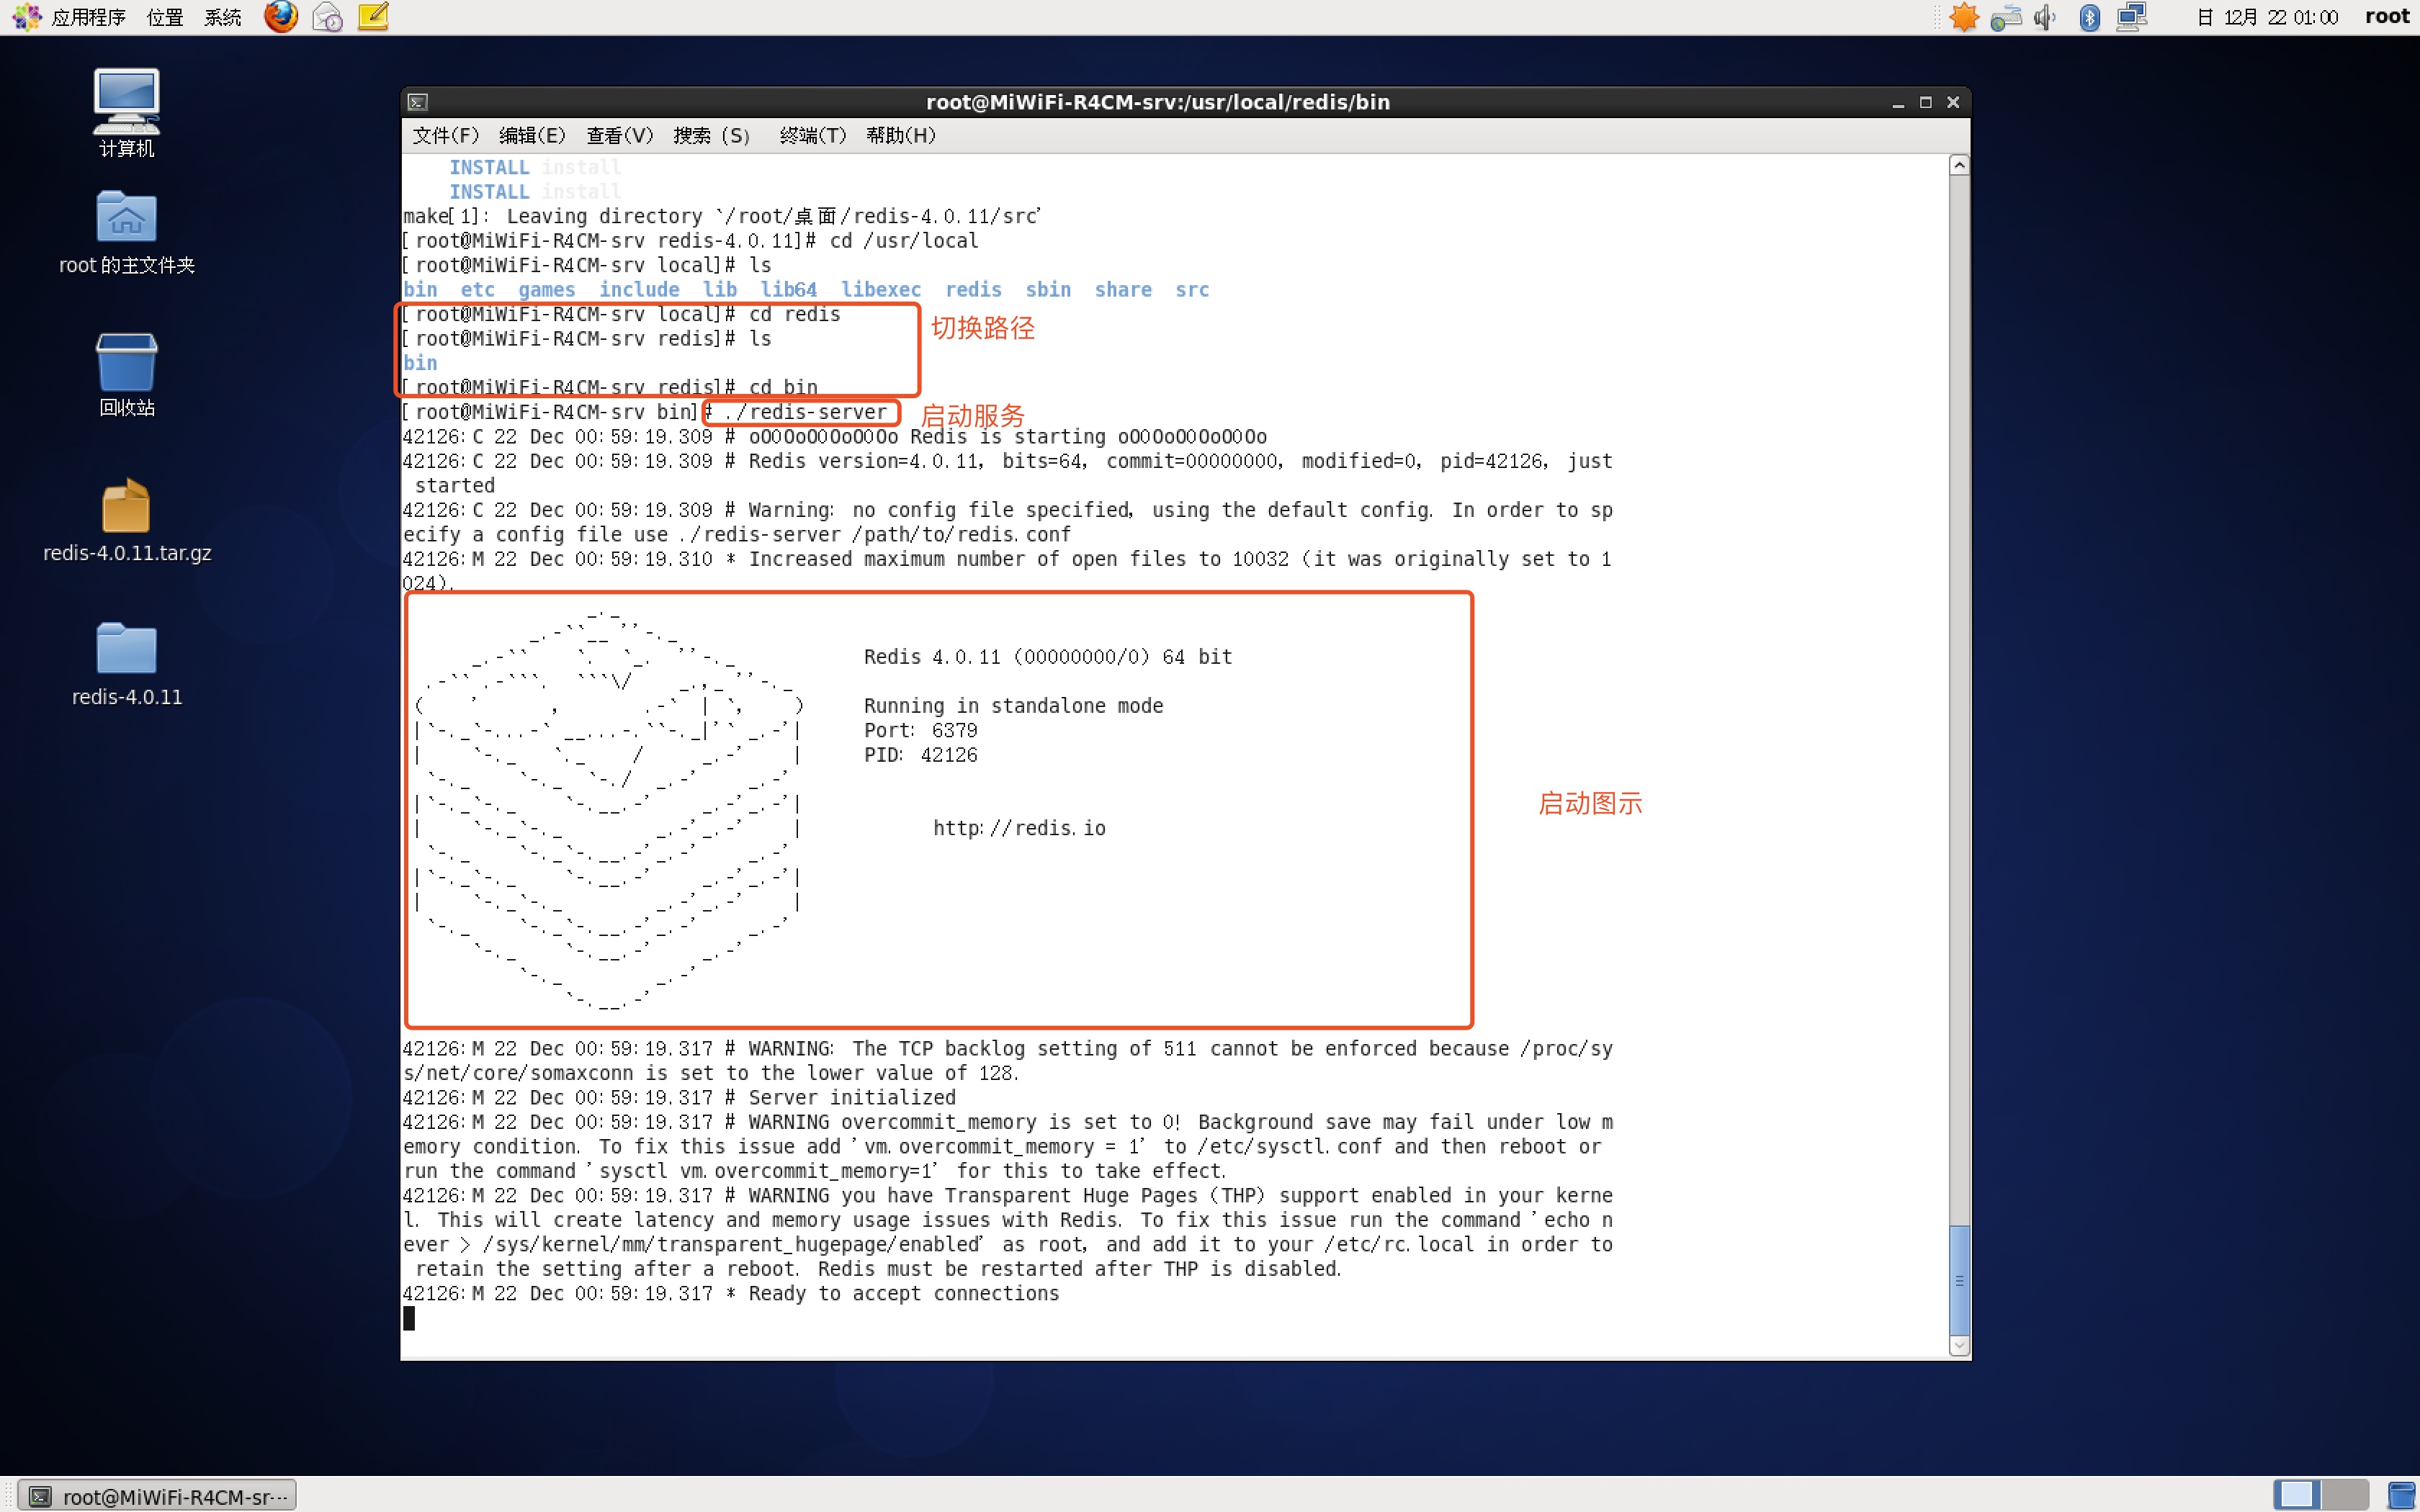 应用程序 位置 系统
日 12月 22 01:00 root
计算机
root 的主文件夹
回收站
redis-4.0.11.tar.gz
redis-4.0.11
root@MiWiFi-R4CM-srv:/usr/local/redis/bin
文件(F) 编辑(E) 查看(V) 搜索 (S) 终端(T) 帮助(H)
INSTALL install
INSTALL install
make[1]: Leaving directory `/root/桌面/redis-4.0.11/src'
[root@MiWiFi-R4CM-srv redis-4.0.11]# cd /usr/local
[root@MiWiFi-R4CM-srv local]# ls
bin etc games include lib lib64 libexec redis sbin share src
[root@MiWiFi-R4CM-srv local]# cd redis
切换路径
[root@MiWiFi-R4CM-srv redis]# ls
bin
[root@MiWiFi-R4CM-srv redis]# cd bin
[root@MiWiFi-R4CM-srv bin]# ./redis-server
启动服务
42126:C 22 Dec 00:59:19.309 # oO0OoO0OoO0Oo Redis is starting oO0OoO0OoO0Oo
42126:C 22 Dec 00:59:19.309 # Redis version=4.0.11, bits=64, commit=00000000, modified=0, pid=42126, just
started
42126:C 22 Dec 00:59:19.309 # Warning: no config file specified, using the default config. In order to sp
ecify a config file use ./redis-server /path/to/redis.conf
42126:M 22 Dec 00:59:19.310 * Increased maximum number of open files to 10032 (it was originally set to 1
024).
Redis 4.0.11 (00000000/0) 64 bit
Running in standalone mode
Port: 6379
PID: 42126
启动图示
http://redis.io
42126:M 22 Dec 00:59:19.317 # WARNING: The TCP backlog setting of 511 cannot be enforced because /proc/sy
s/net/core/somaxconn is set to the lower value of 128.
42126:M 22 Dec 00:59:19.317 # Server initialized
42126:M 22 Dec 00:59:19.317 # WARNING overcommit_memory is set to 0! Background save may fail under low m
emory condition. To fix this issue add 'vm.overcommit_memory = 1' to /etc/sysctl.conf and then reboot or
run the command 'sysctl vm.overcommit_memory=1' for this to take effect.
42126:M 22 Dec 00:59:19.317 # WARNING you have Transparent Huge Pages (THP) support enabled in your kerne
l. This will create latency and memory usage issues with Redis. To fix this issue run the command 'echo n
ever > /sys/kernel/mm/transparent_hugepage/enabled' as root, and add it to your /etc/rc.local in order to
retain the setting after a reboot. Redis must be restarted after THP is disabled.
42126:M 22 Dec 00:59:19.317 * Ready to accept connections
root@MiWiFi-R4CM-sr···